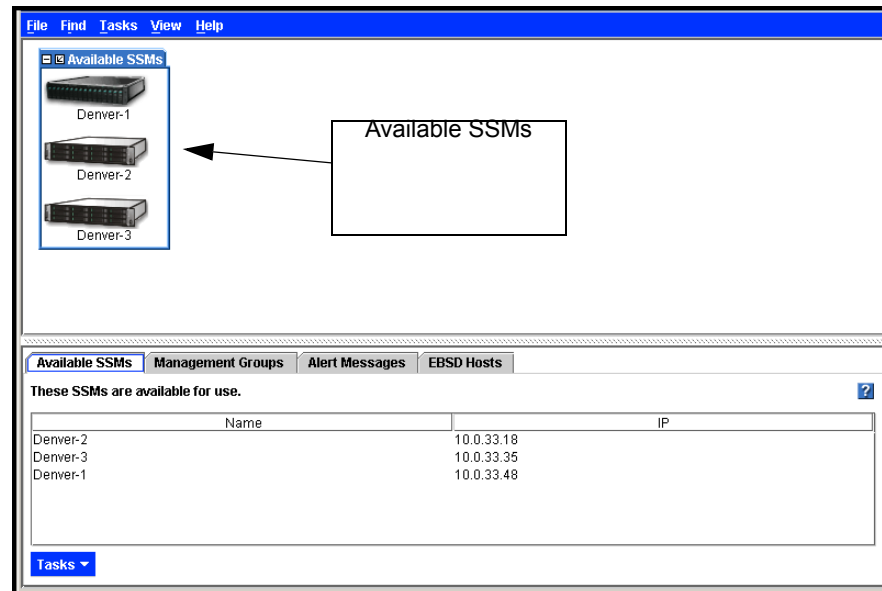 File Find Tasks View Help
Available SSMs
Denver-1
Denver-2
Denver-3
Available SSMs
Available SSMs Management Groups Alert Messages EBSD Hosts
These SSMs are available for use.
?
Name IP
Denver-2 10.0.33.18
Denver-3 10.0.33.35
Denver-1 10.0.33.48
Tasks